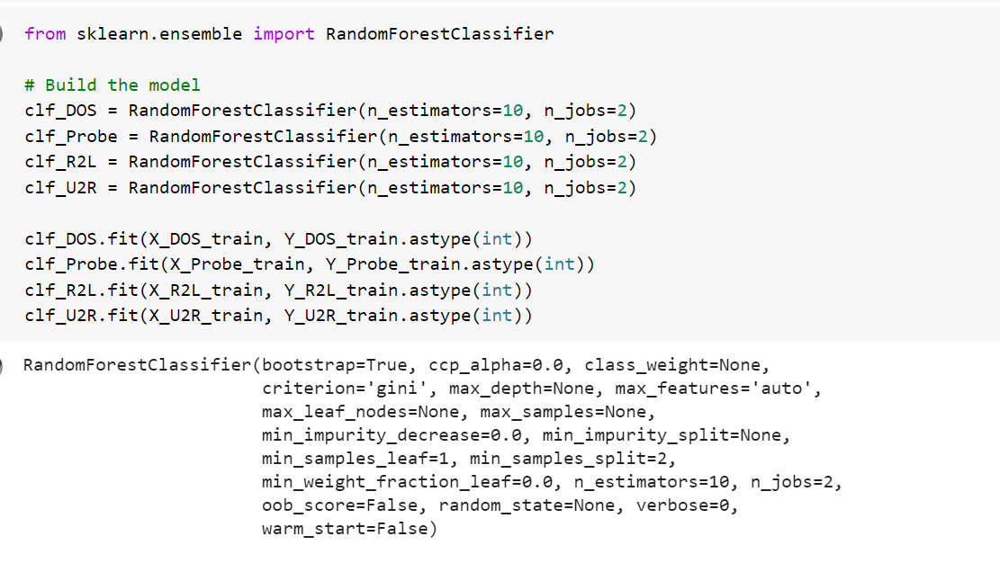 from sklearn.ensemble import RandomForestClassifier
# Build the model
clf_DOS = RandomForestClassifier(n_estimators=10, n_jobs=2)
clf_Probe = RandomForestClassifier(n_estimators=10, n_jobs=2)
clf_R2L = RandomForestClassifier(n_estimators=10, n_jobs=2)
clf_U2R = RandomForestClassifier(n_estimators=10, n_jobs=2)
clf_DOS.fit(X_DOS_train, Y_DOS_train.astype(int))
clf_Probe.fit(X_Probe_train, Y_Probe_train.astype(int))
clf_R2L.fit(X_R2L_train, Y_R2L_train.astype(int))
clf_U2R.fit(X_U2R_train, Y_U2R_train.astype(int))
RandomForestClassifier(bootstrap=True, ccp_alpha=0.0, class_weight=None,
criterion='gini', max_depth=None, max_features='auto',
max_leaf_nodes=None, max_samples=None,
min_impurity_decrease=0.0, min_impurity_split=None,
min_samples_leaf=1, min_samples_split=2,
min_weight_fraction_leaf=0.0, n_estimators=10, n_jobs=2,
oob_score=False, random_state=None, verbose=0,
warm_start=False)